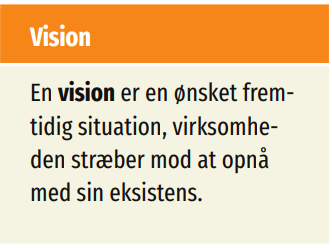 Vision
En vision er en ønsket frem-
tidig situation, virksomhe-
den stræber mod at opnå
med sin eksistens.